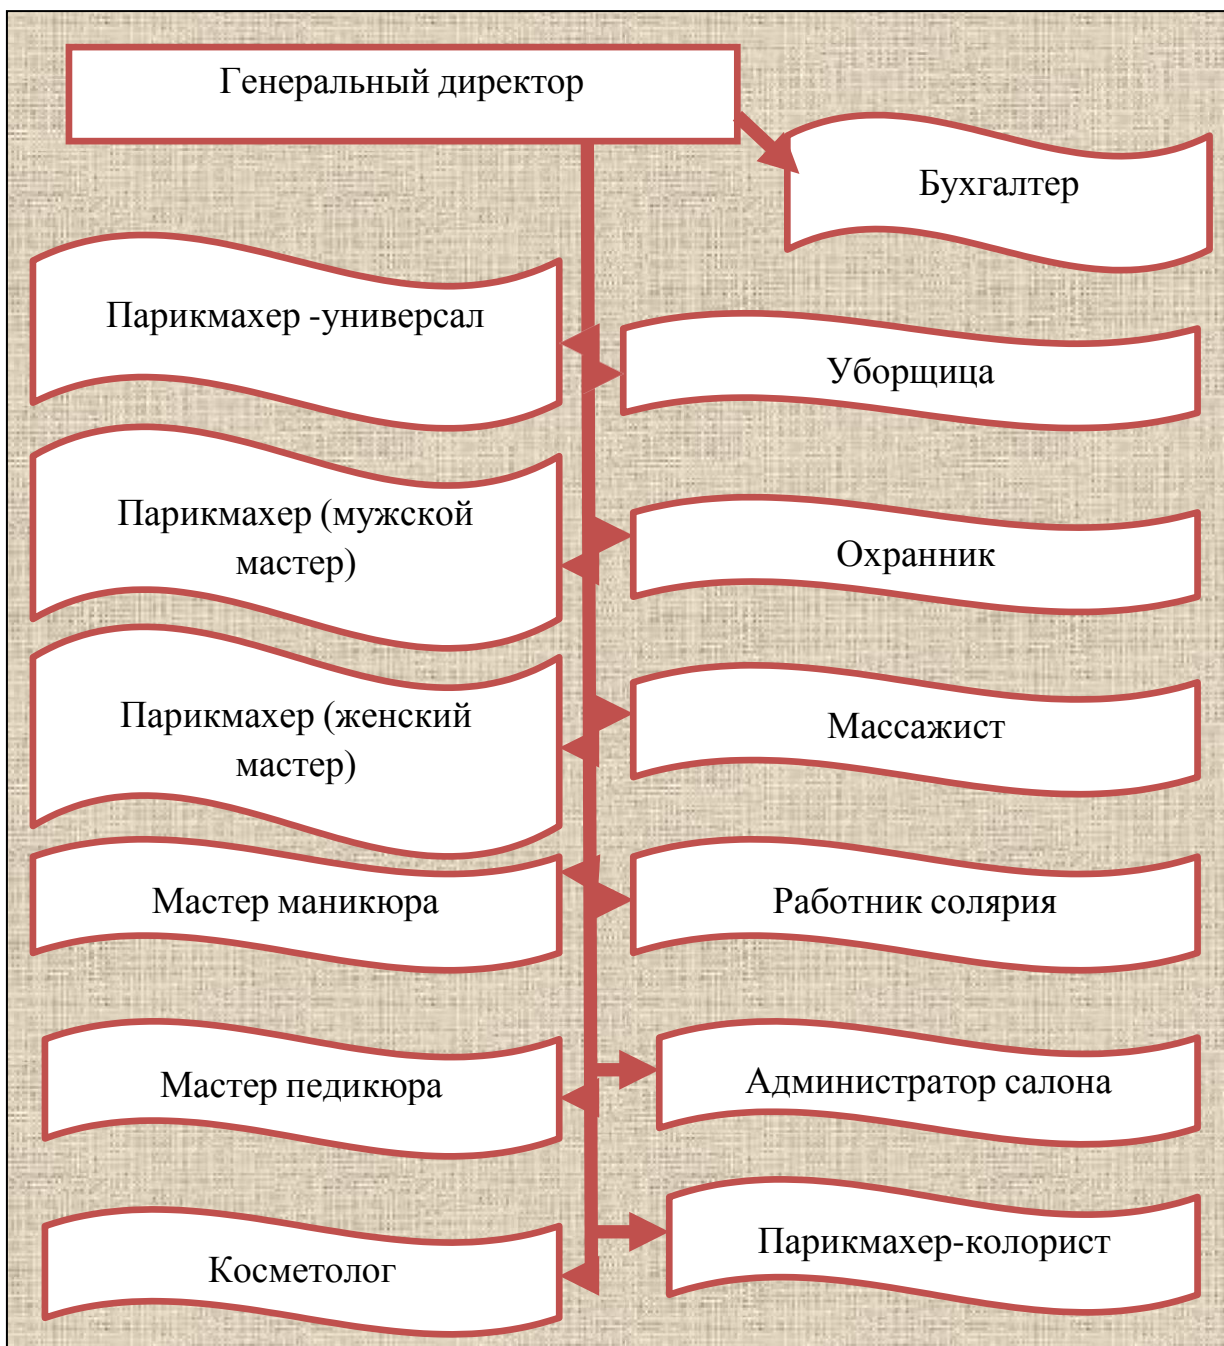 Генеральный директор
Бухгалтер
Парикмахер -универсал
Уборщица
Парикмахер (мужской
мастер)
Охранник
Парикмахер (женский
мастер)
Массажист
Мастер маникюра
Работник солярия
Мастер педикюра
Администратор салона
Косметолог
Парикмахер-колорист